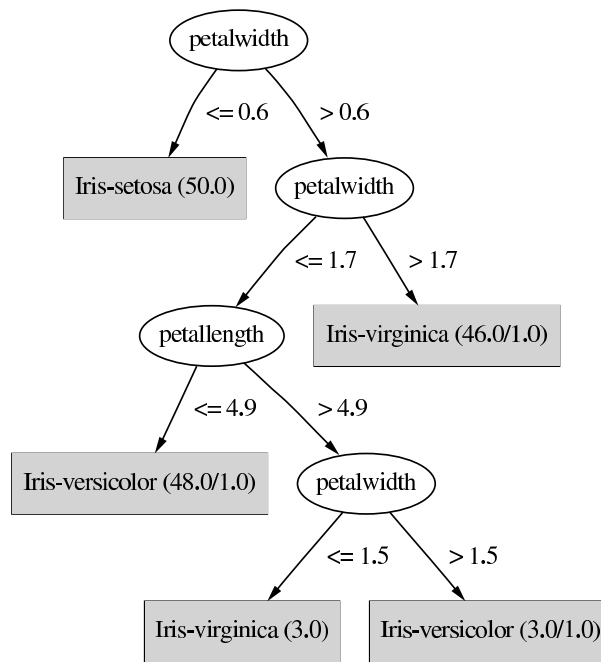 petalwidth
<= 0.6
> 0.6
Iris-setosa (50.0)
petalwidth
<= 1.7
> 1.7
petallength
Iris-virginica (46.0/1.0)
<= 4.9
> 4.9
Iris-versicolor (48.0/1.0)
petalwidth
<= 1.5
> 1.5
Iris-virginica (3.0)
Iris-versicolor (3.0/1.0)